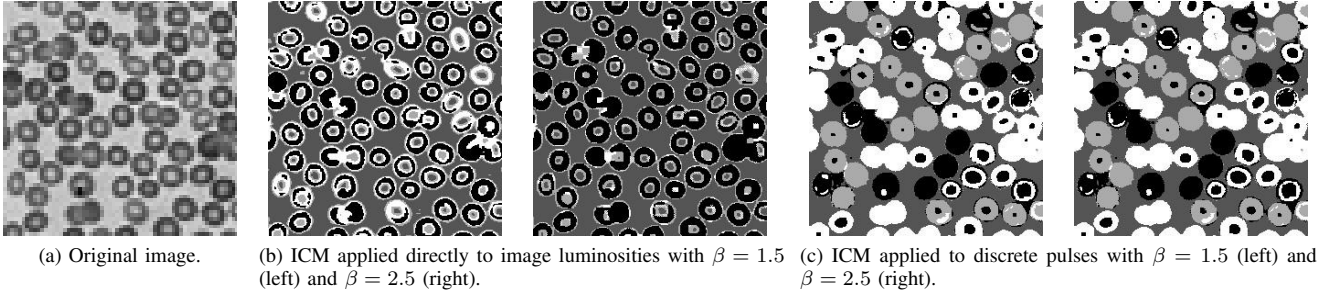 (a) Original image.
(b) ICM applied directly to image luminosities with β = 1.5
(left) and β = 2.5 (right).
(c) ICM applied to discrete pulses with β = 1.5 (left) and
β = 2.5 (right).